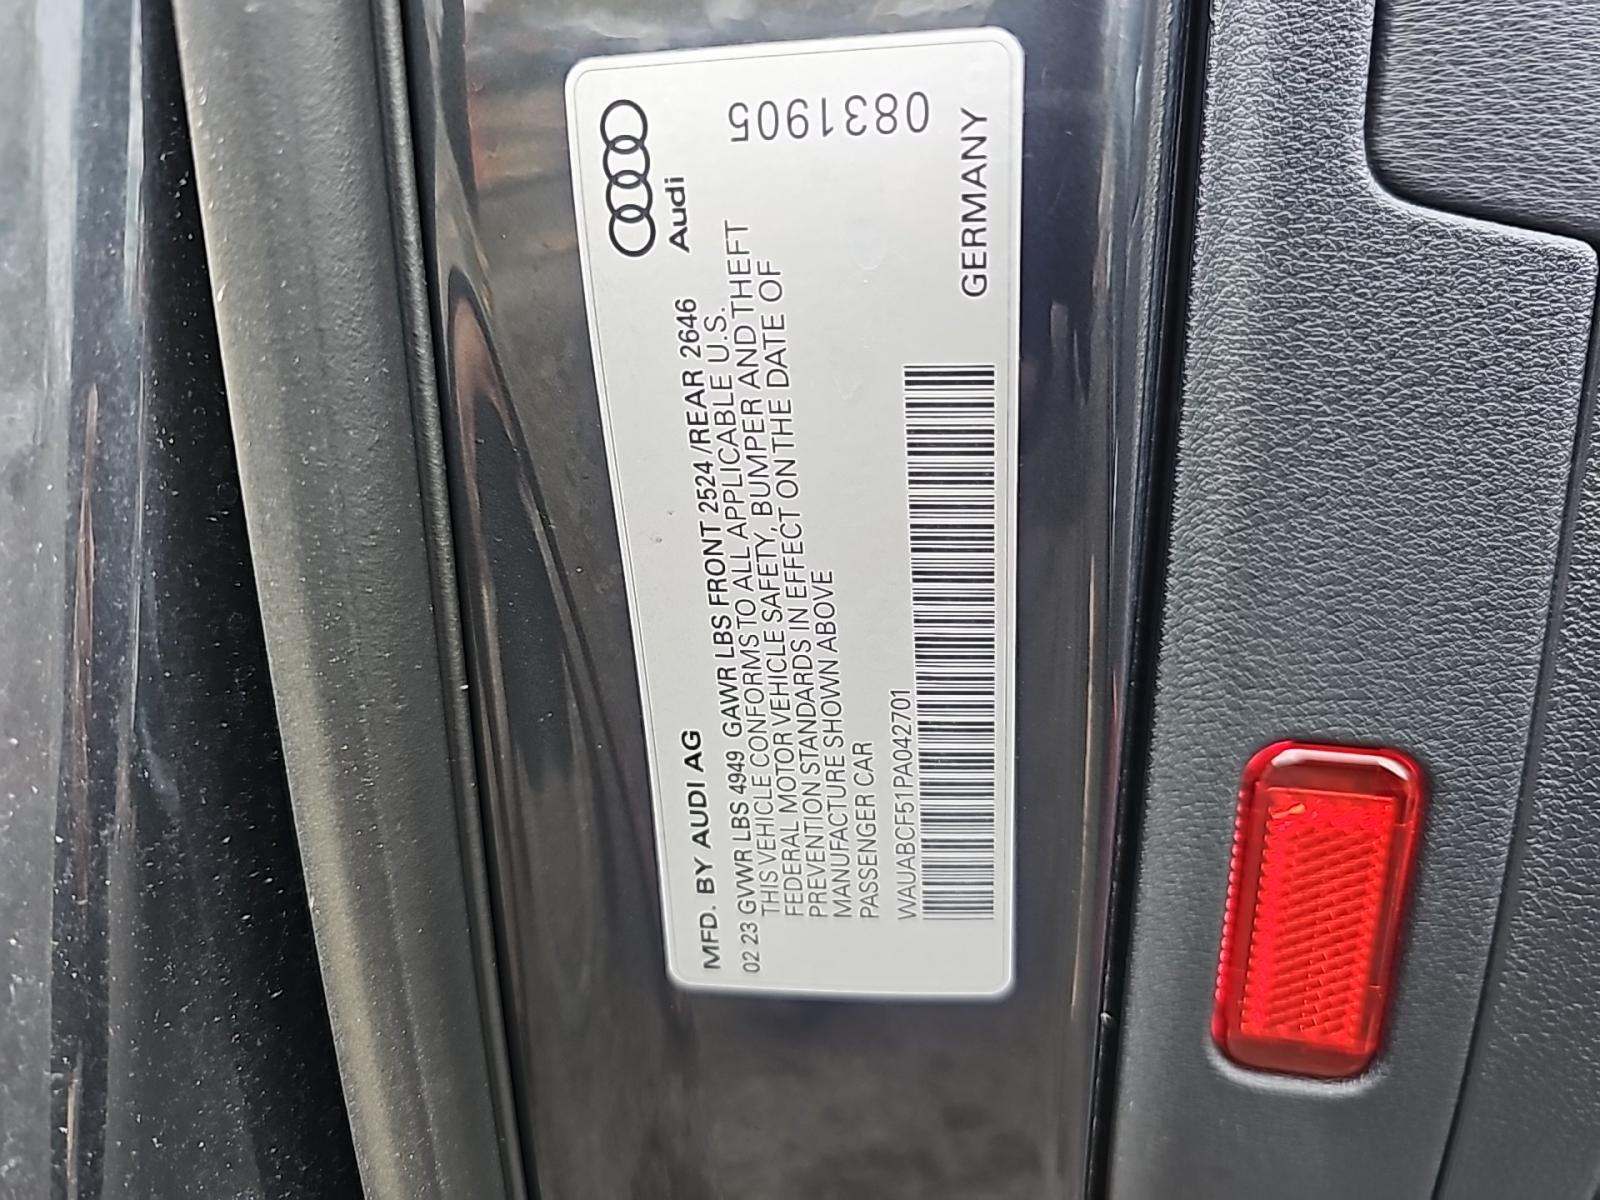 MFD. BY AUDI AG
Audi
02 23 GVWR LBS 4949 GAWR LBS FRONT 2524 /REAR 2646
THIS VEHICLE CONFORMS TO ALL APPLICABLE U.S.
FEDERAL MOTOR VEHICLE SAFETY, BUMPER AND THEFT
PREVENTION STANDARDS IN EFFECT ON THE DATE OF
MANUFACTURE SHOWN ABOVE
PASSENGER CAR
WAUABCF51PA042701
GERMANY
0831905